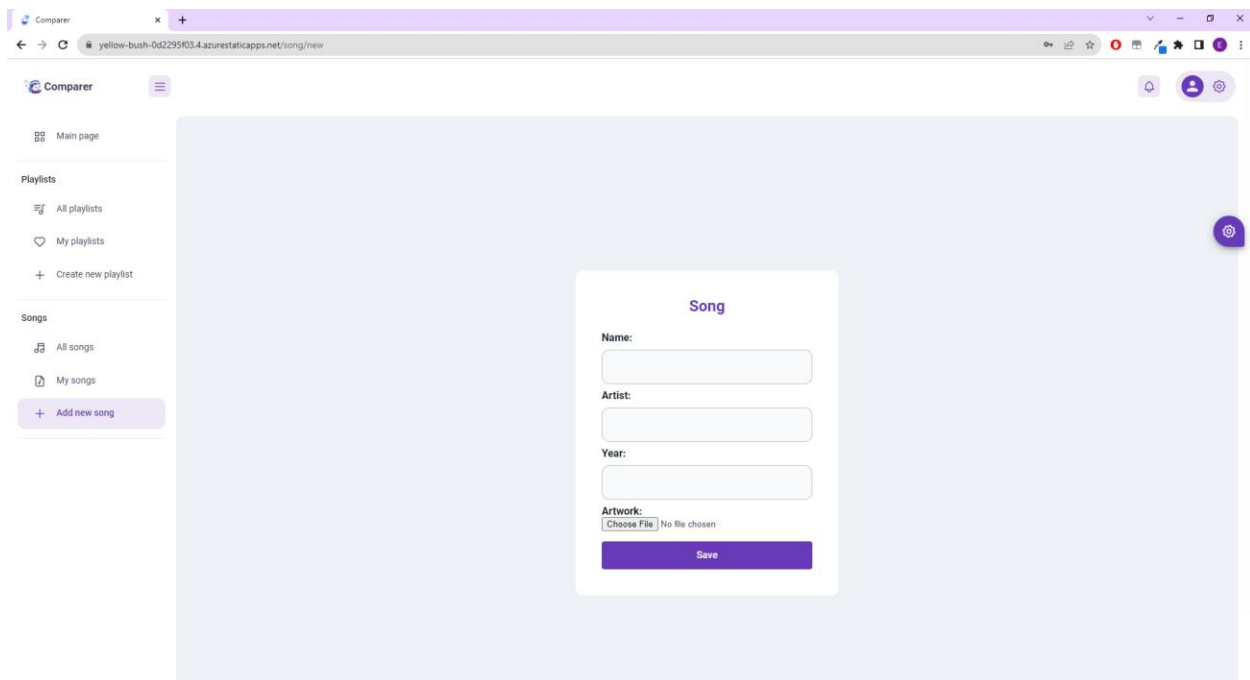 Comparer
yellow-bush-0d2295f03.4.azurestaticapps.net/song/new
E
Comparer
Main page
Playlists
All playlists
My playlists
Create new playlist
Songs
All songs
My songs
Add new song
Song
Name:
Artist:
Year:
Artwork:
Choose File No file chosen
Save